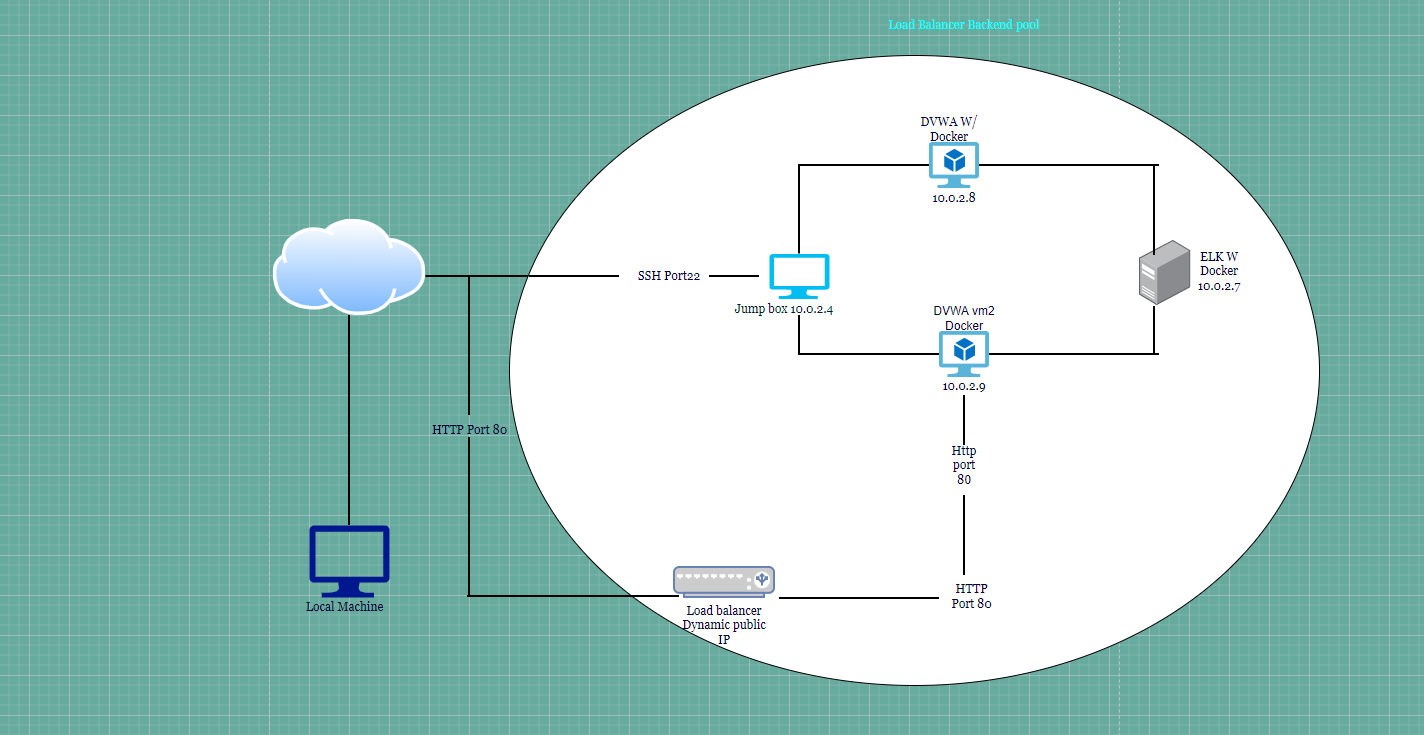 Load Balancer Backend pool
DVWA W/
Docker
10.0.2.8
ELK W
Docker
10.0.2.7
SSH Port22
Jump box 10.0.2.4
DVWA vm2
Docker
10.0.2.9
HTTP Port 80
Http
port
80
HTTP
Port 80
Local Machine
Load balancer
Dynamic public
IP